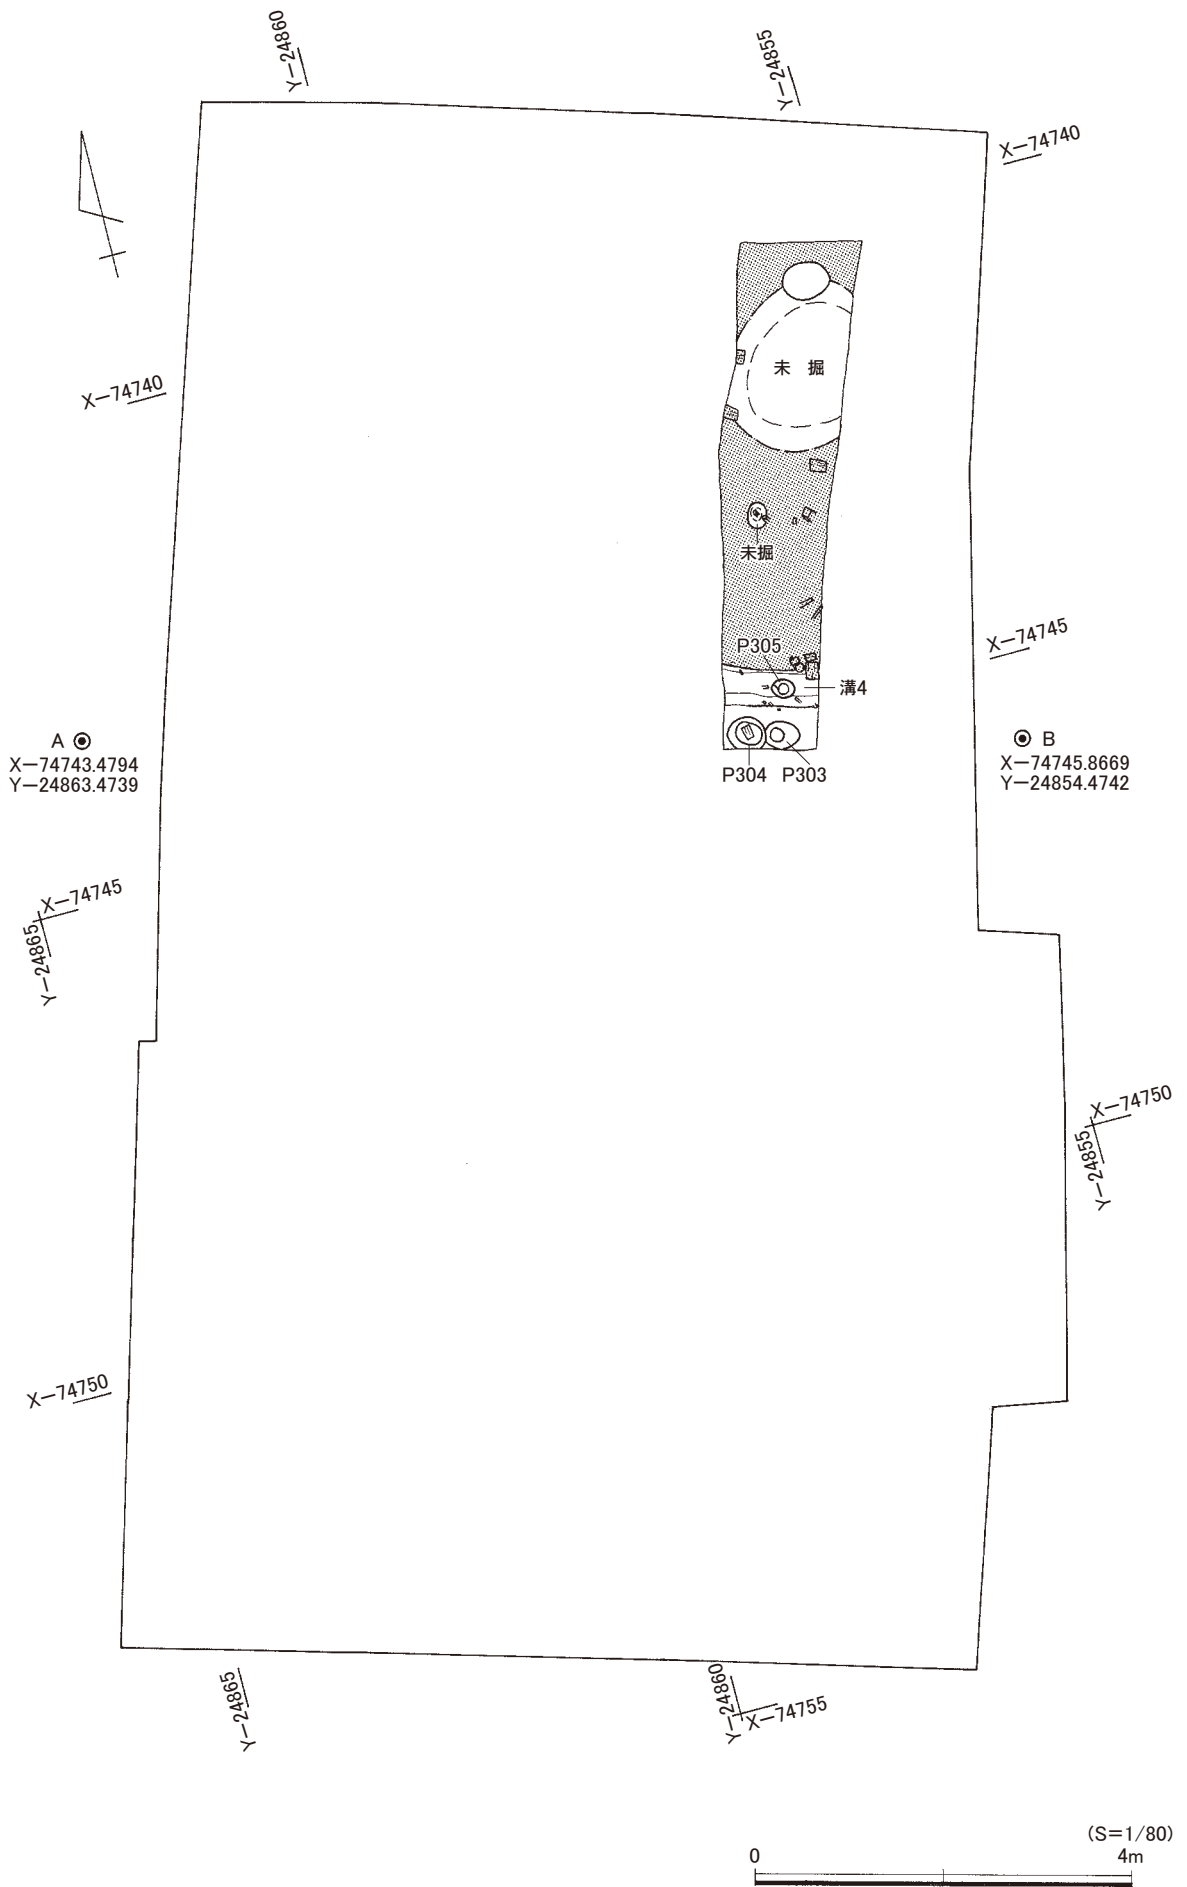 Y−24860
Y−24855
X−74740
X−74740
未 掘
未掘
P305
X−74745
溝4
A
X−74743.4794
Y−24863.4739
B
X−74745.8669
Y−24854.4742
P304 P303
X−74745
Y−24865
X−74750
Y−24855
X−74750
Y−24865
Y−24860
X−74755
(S=1/80)
0 4m